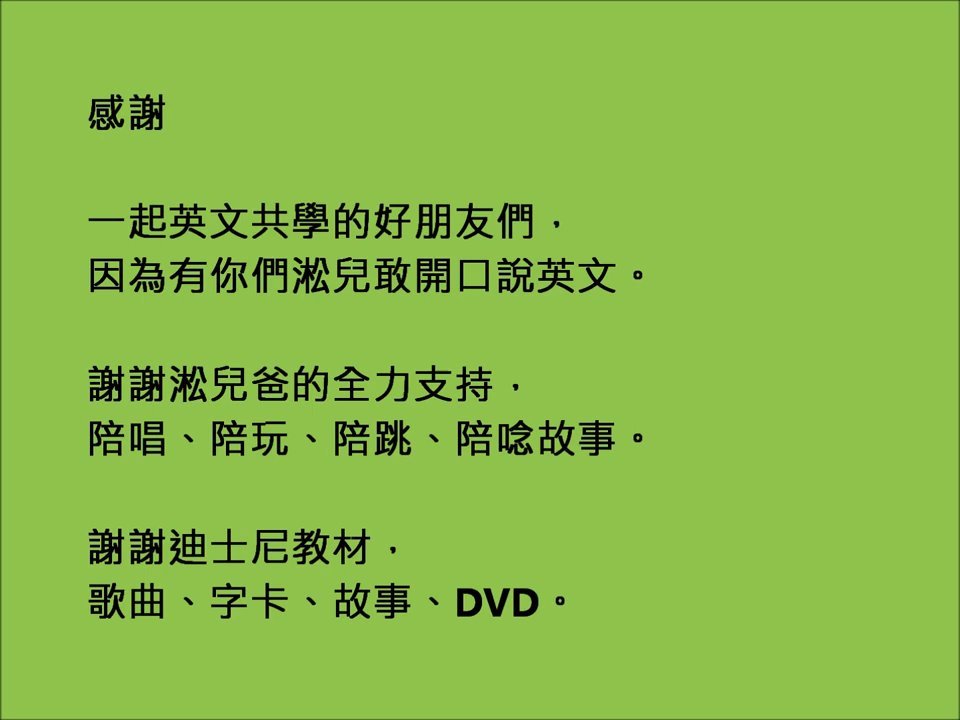 感謝
一起英文共學的好朋友們，
因為有你們淞兒敢開口說英文。
謝謝淞兒爸的全力支持，
陪唱、陪玩、陪跳、陪唸故事。
謝謝迪士尼教材，
歌曲、字卡、故事、DVD。